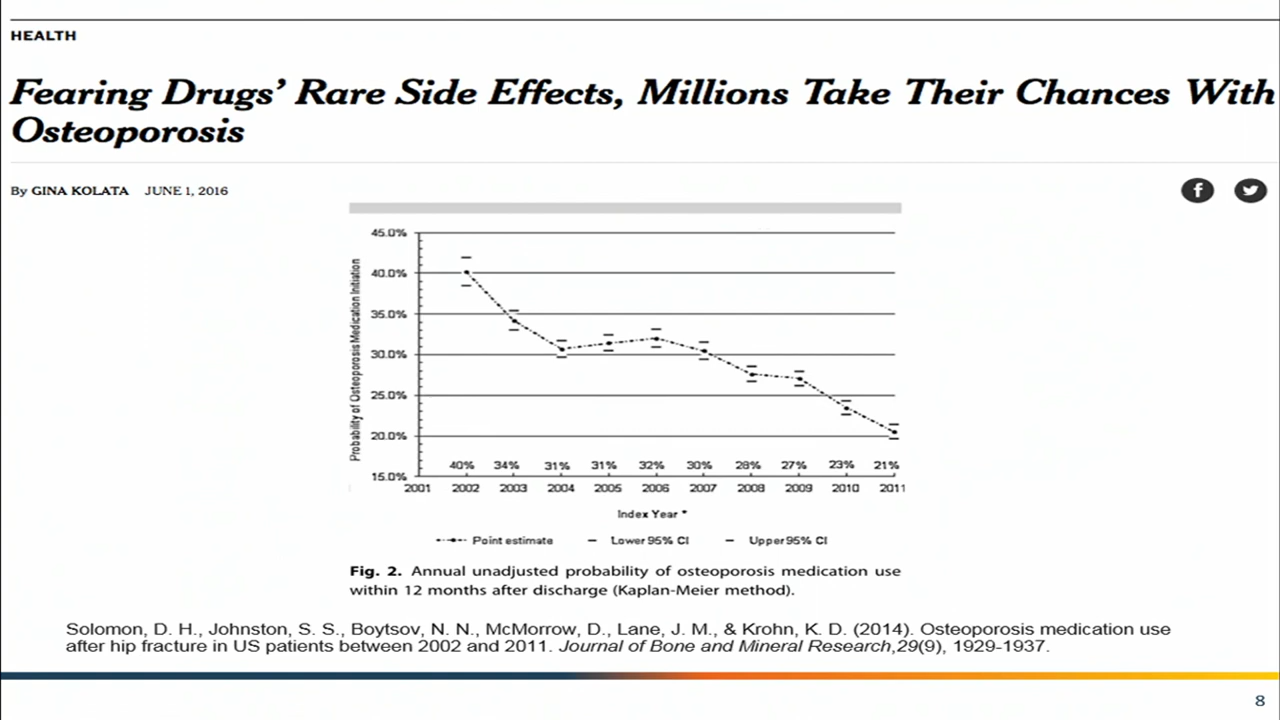 HEALTH
Fearing Drugs’ Rare Side Effects, Millions Take Their Chances With
Osteoporosis
By GINA KOLATA JUNE 1, 2016
f
45.0%
40.0%
35.0%
30.0%
25.0%
20.0%
15.0%
Probability of Osteoporosis Medication Initiation
40% 34% 31% 31% 32% 30% 28% 27% 23% 21%
2001 2002 2003 2004 2005 2006 2007 2008 2009 2010 2011
Index Year *
Point estimate Lower 95% CI Upper 95% CI
Fig. 2. Annual unadjusted probability of osteoporosis medication use
within 12 months after discharge (Kaplan-Meier method).
Solomon, D. H., Johnston, S. S., Boytsov, N. N., McMorrow, D., Lane, J. M., & Krohn, K. D. (2014). Osteoporosis medication use
after hip fracture in US patients between 2002 and 2011. Journal of Bone and Mineral Research,29(9), 1929-1937.
8